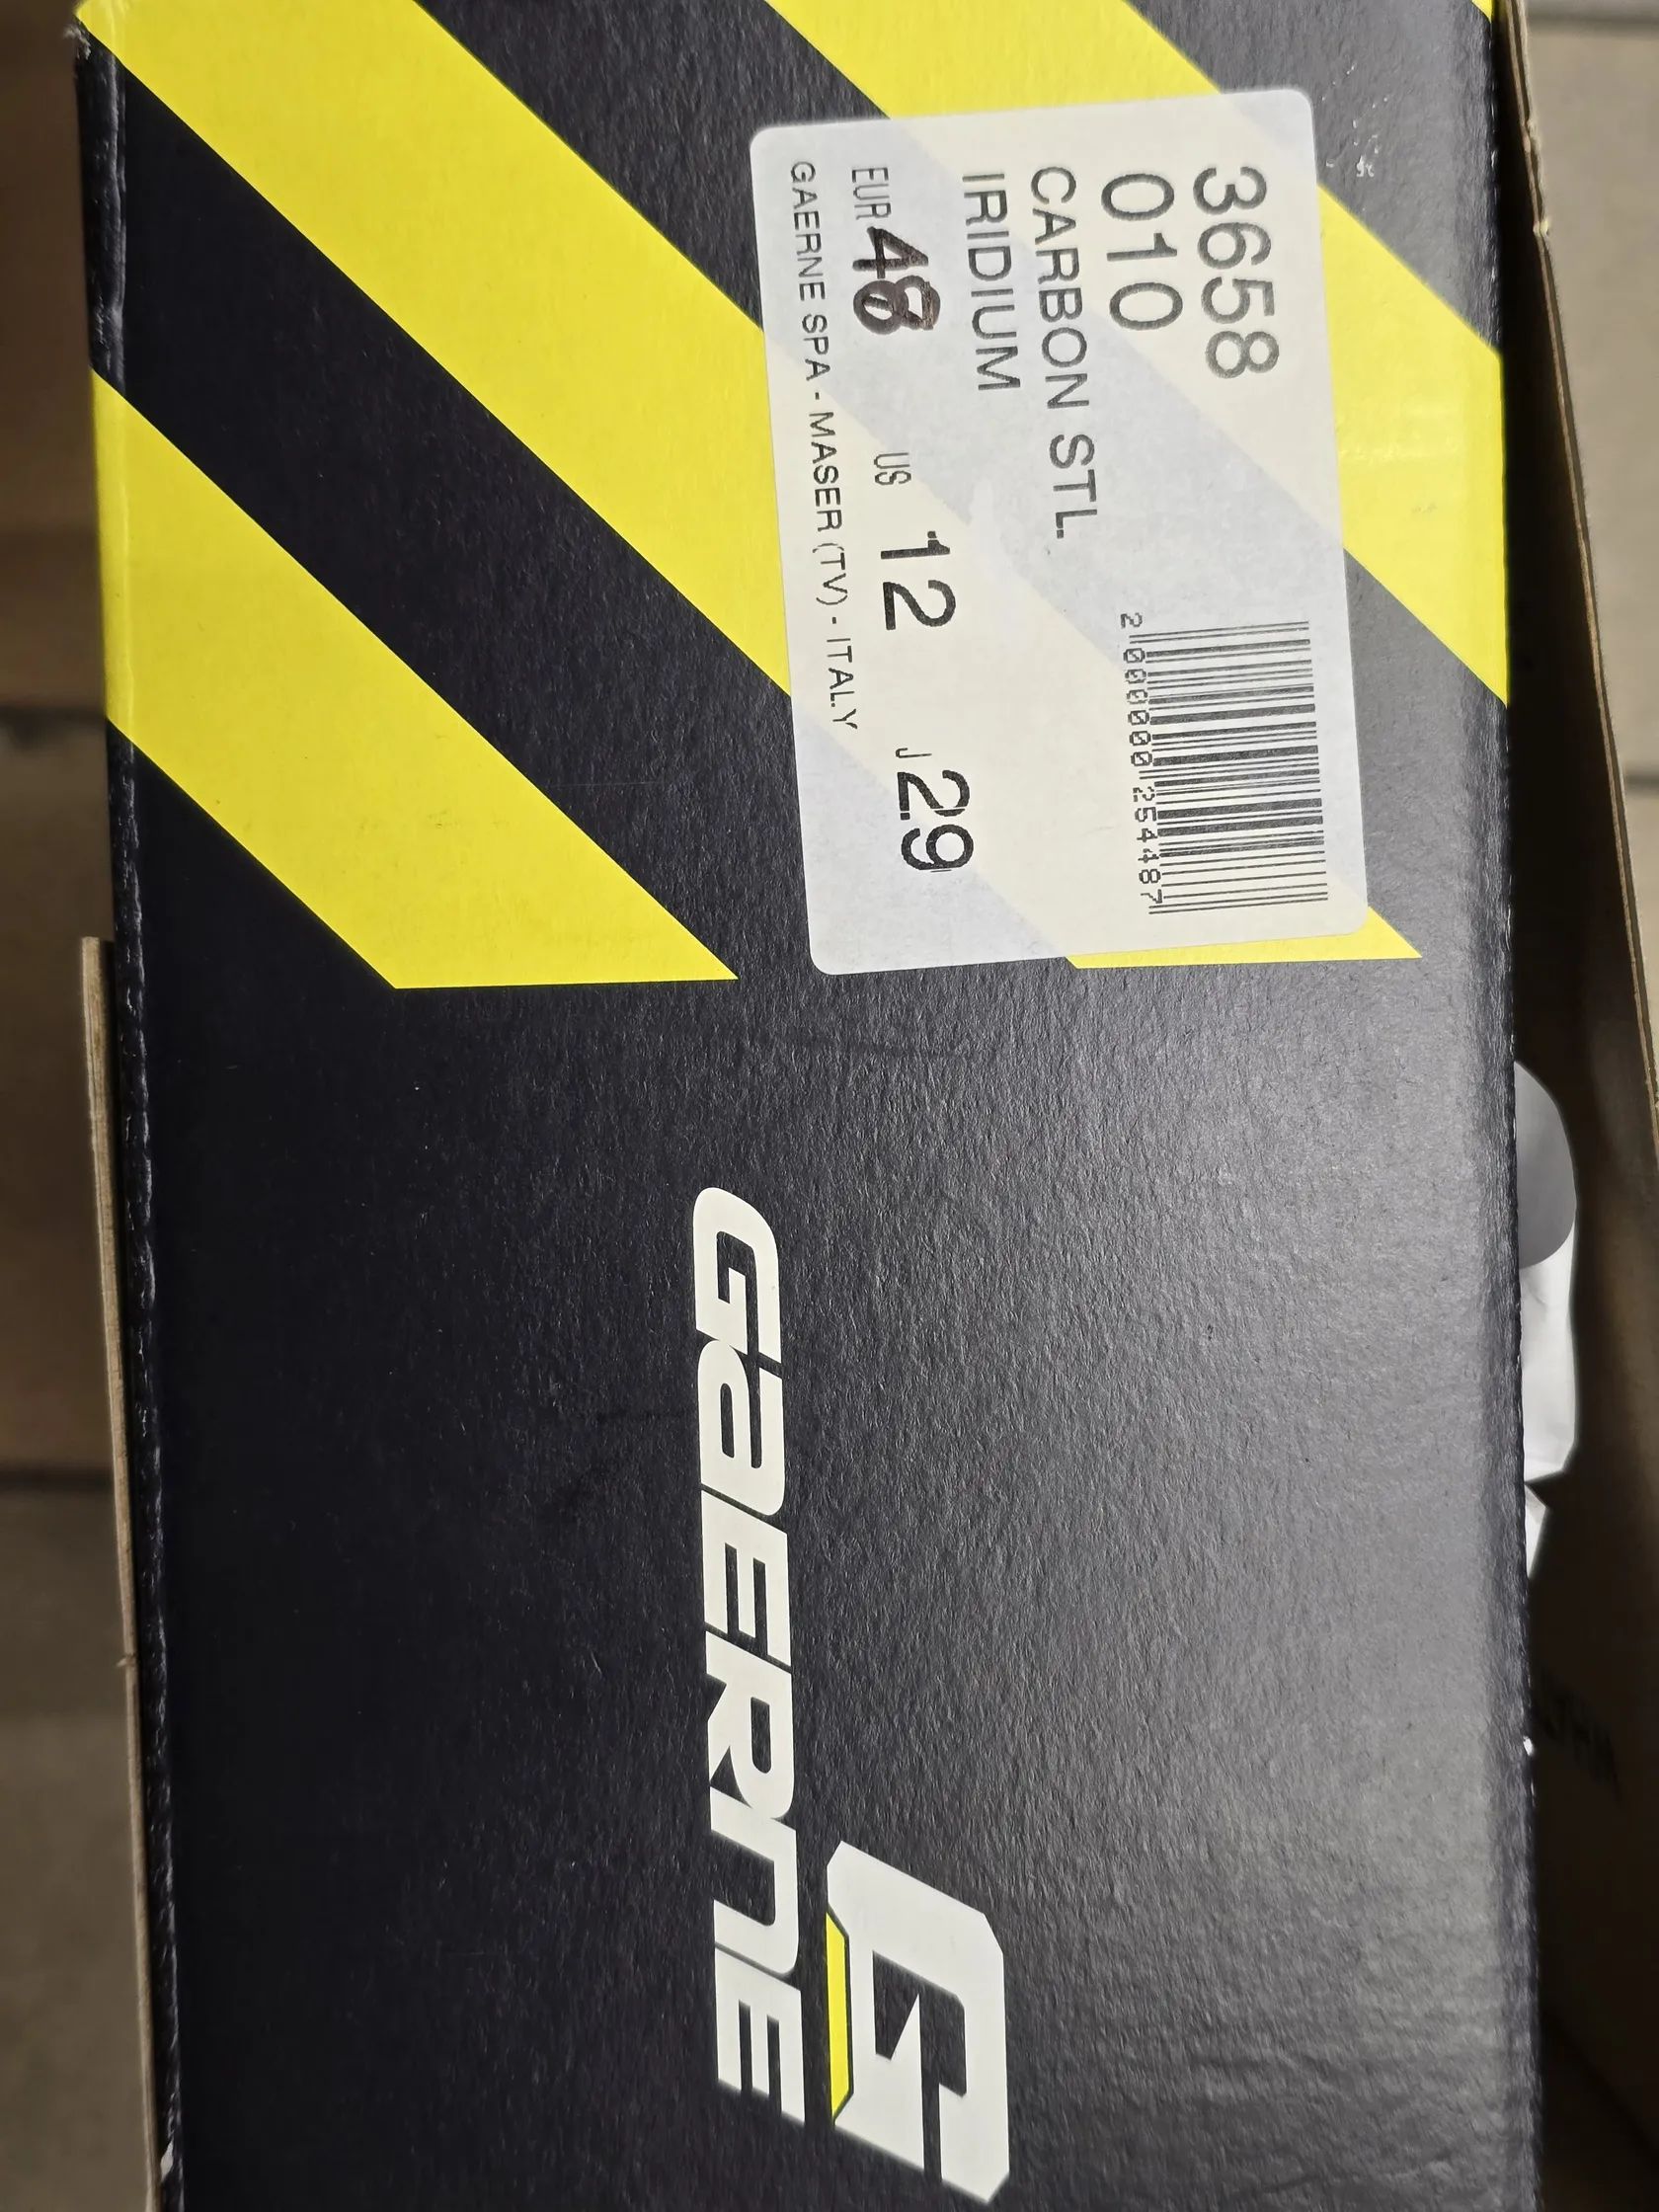 3658
010
CARBON STL.
IRIDIUM
2 000000 254487
EUR 48 US 12 J 29
GAERNE SPA - MASER (TV) - ITALY
GAERNE
G